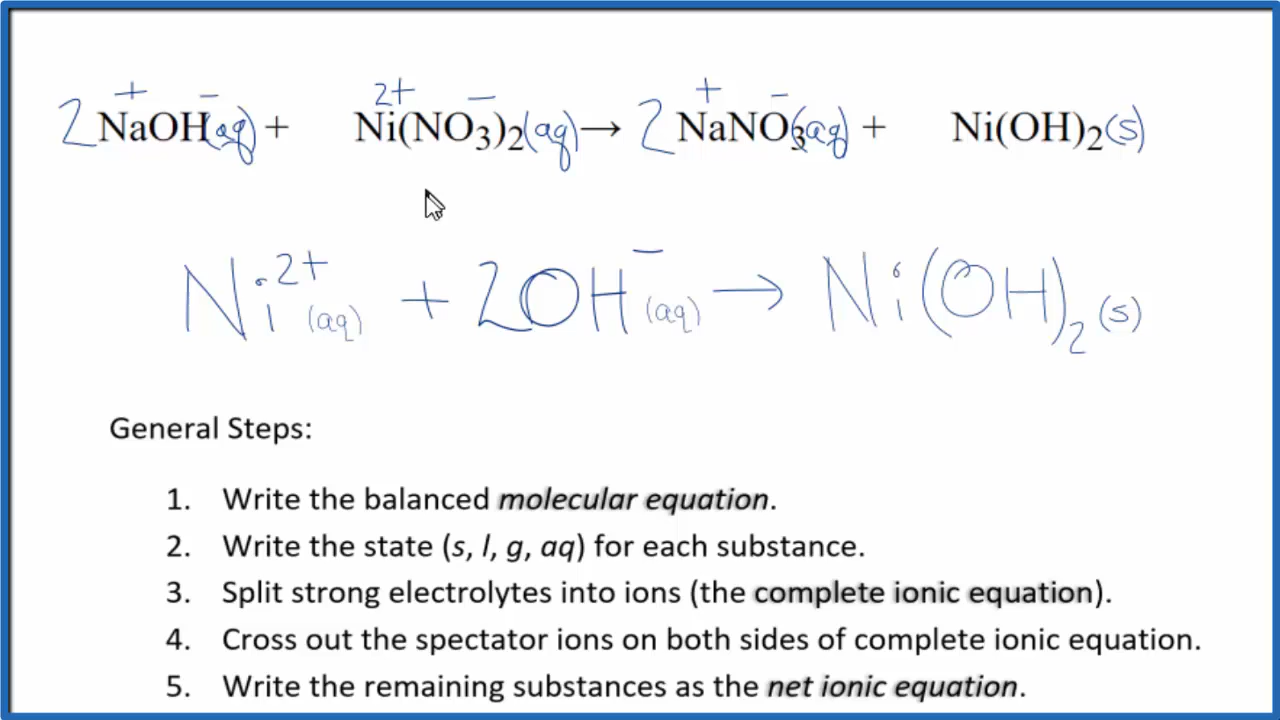 2NaOH(aq) + Ni(NO₃)₂(aq) → 2NaNO₃(aq) + Ni(OH)₂(s)
+ − 2+ − + −
Ni²⁺(aq) + 2OH⁻(aq) → Ni(OH)₂(s)
General Steps:
1. Write the balanced molecular equation.
2. Write the state (s, l, g, aq) for each substance.
3. Split strong electrolytes into ions (the complete ionic equation).
4. Cross out the spectator ions on both sides of complete ionic equation.
5. Write the remaining substances as the net ionic equation.